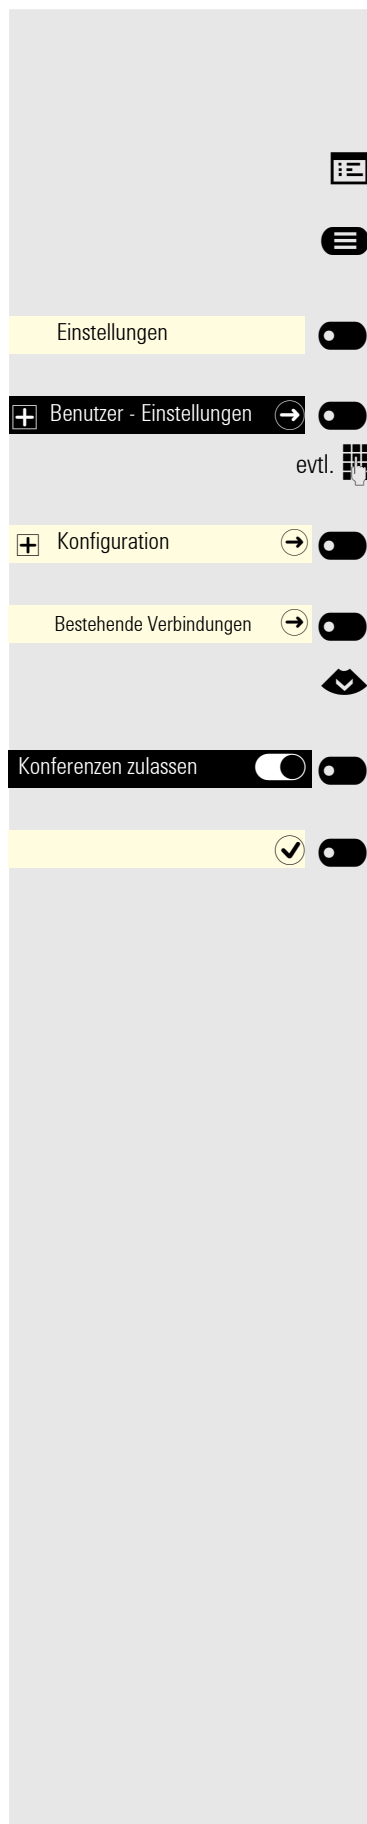 Einstellungen
Benutzer - Einstellungen
evtl.
Konfiguration
Bestehende Verbindungen
Konferenzen zulassen